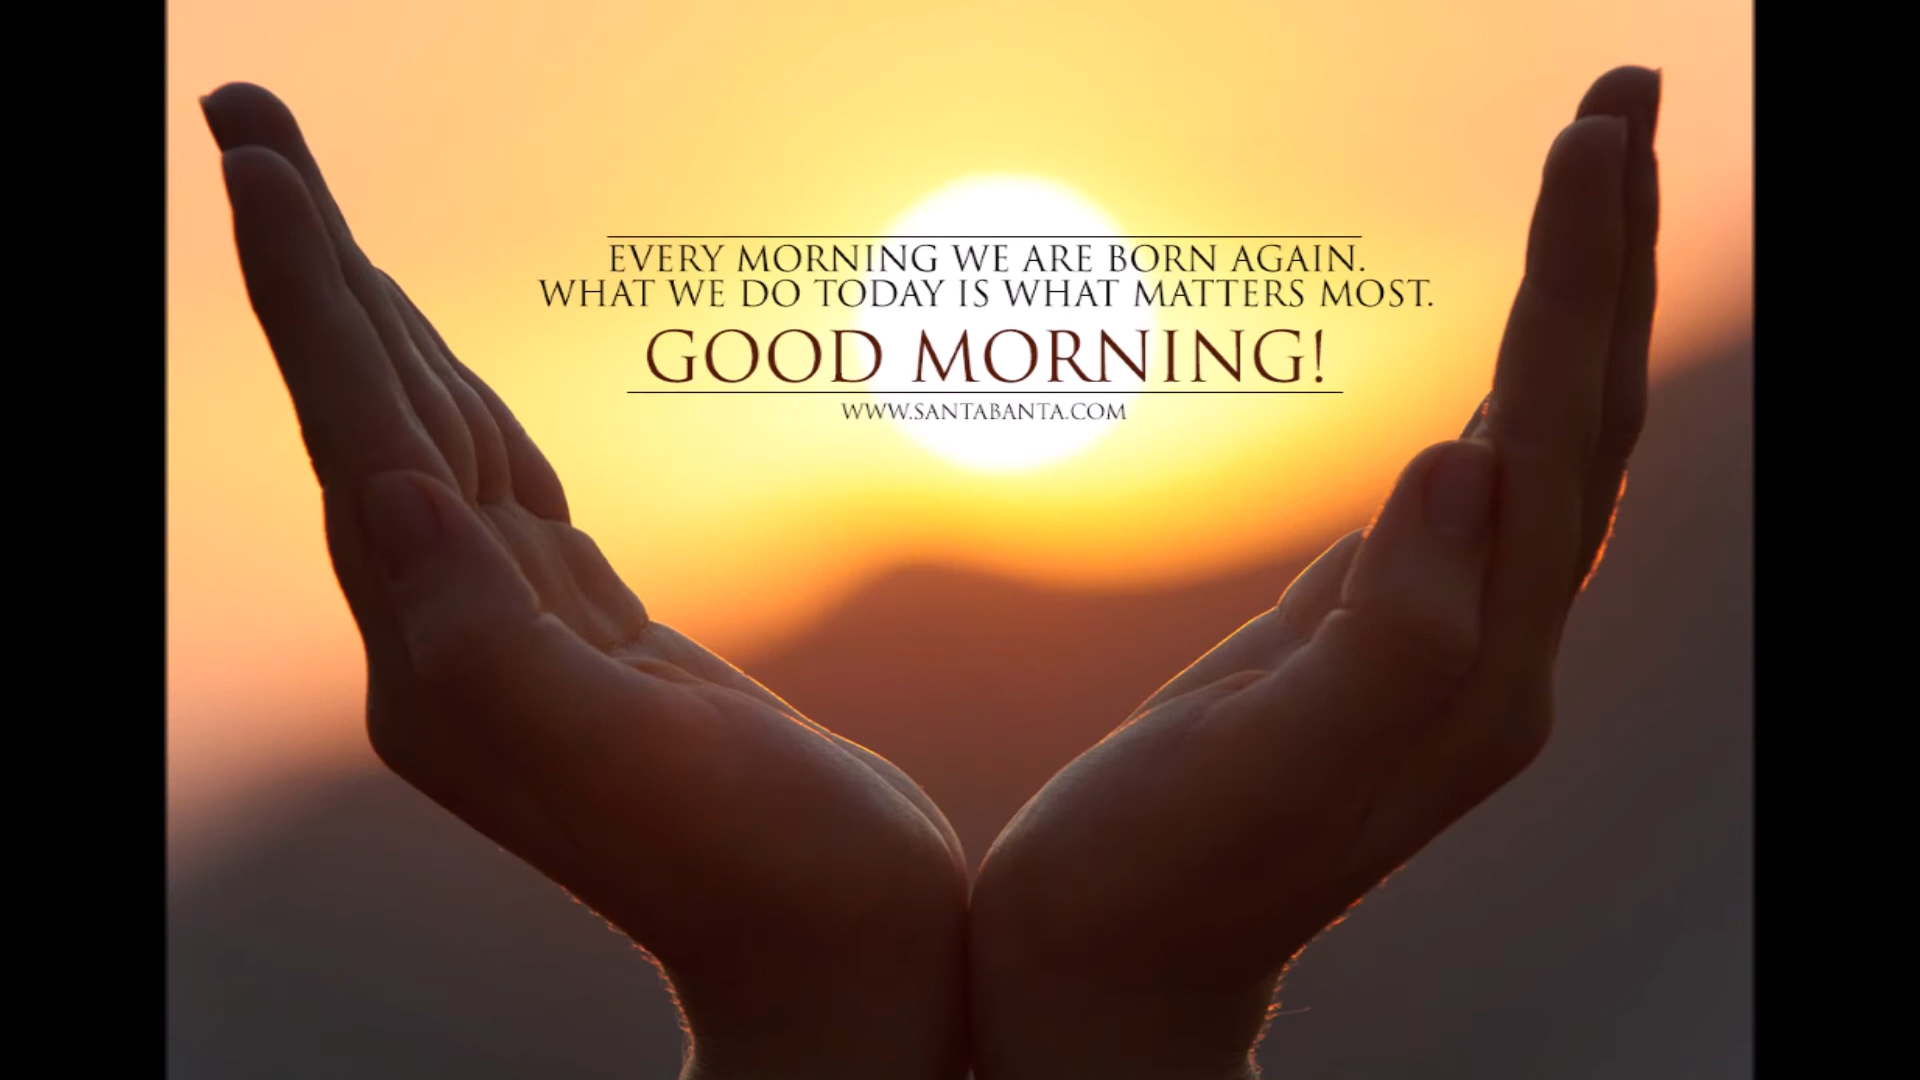 EVERY MORNING WE ARE BORN AGAIN.
WHAT WE DO TODAY IS WHAT MATTERS MOST.
GOOD MORNING!
WWW.SANTABANTA.COM